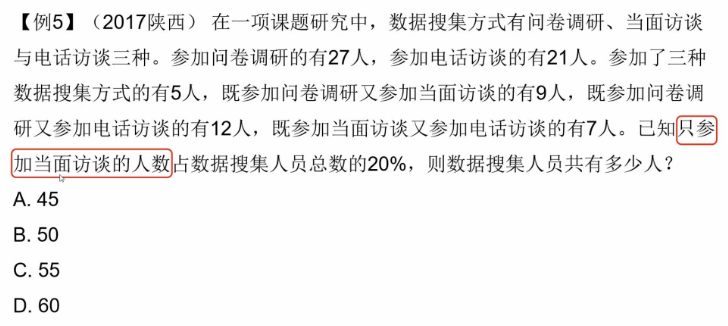 【例5】（2017陕西） 在一项课题研究中，数据搜集方式有问卷调研、当面访谈
与电话访谈三种。参加问卷调研的有27人，参加电话访谈的有21人。参加了三种
数据搜集方式的有5人，既参加问卷调研又参加当面访谈的有9人，既参加问卷调
研又参加电话访谈的有12人，既参加当面访谈又参加电话访谈的有7人。已知只参
加当面访谈的人数占数据搜集人员总数的20%，则数据搜集人员共有多少人？
A. 45
B. 50
C. 55
D. 60